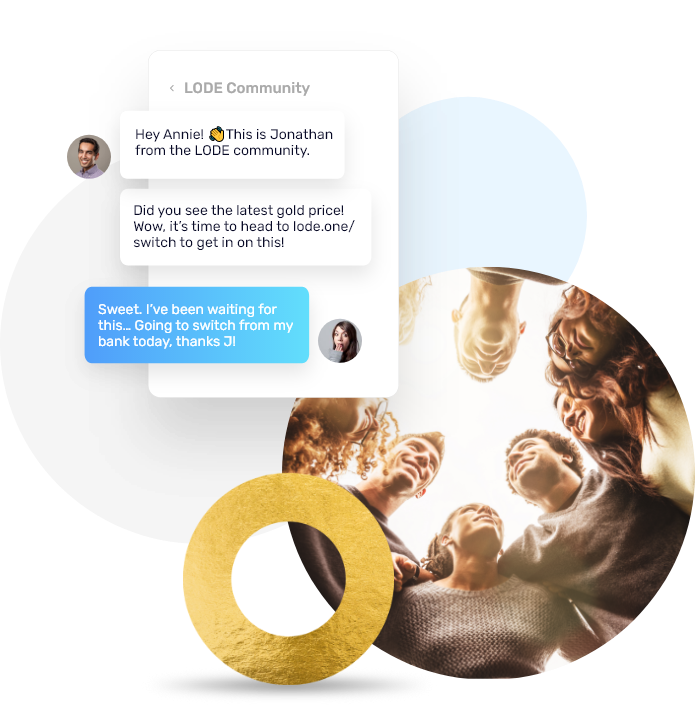 ‹ LODE Community
Hey Annie! 👏This is Jonathan
from the LODE community.
Did you see the latest gold price!
Wow, it's time to head to lode.one/
switch to get in on this!
Sweet. I've been waiting for
this... Going to switch from my
bank today, thanks J!